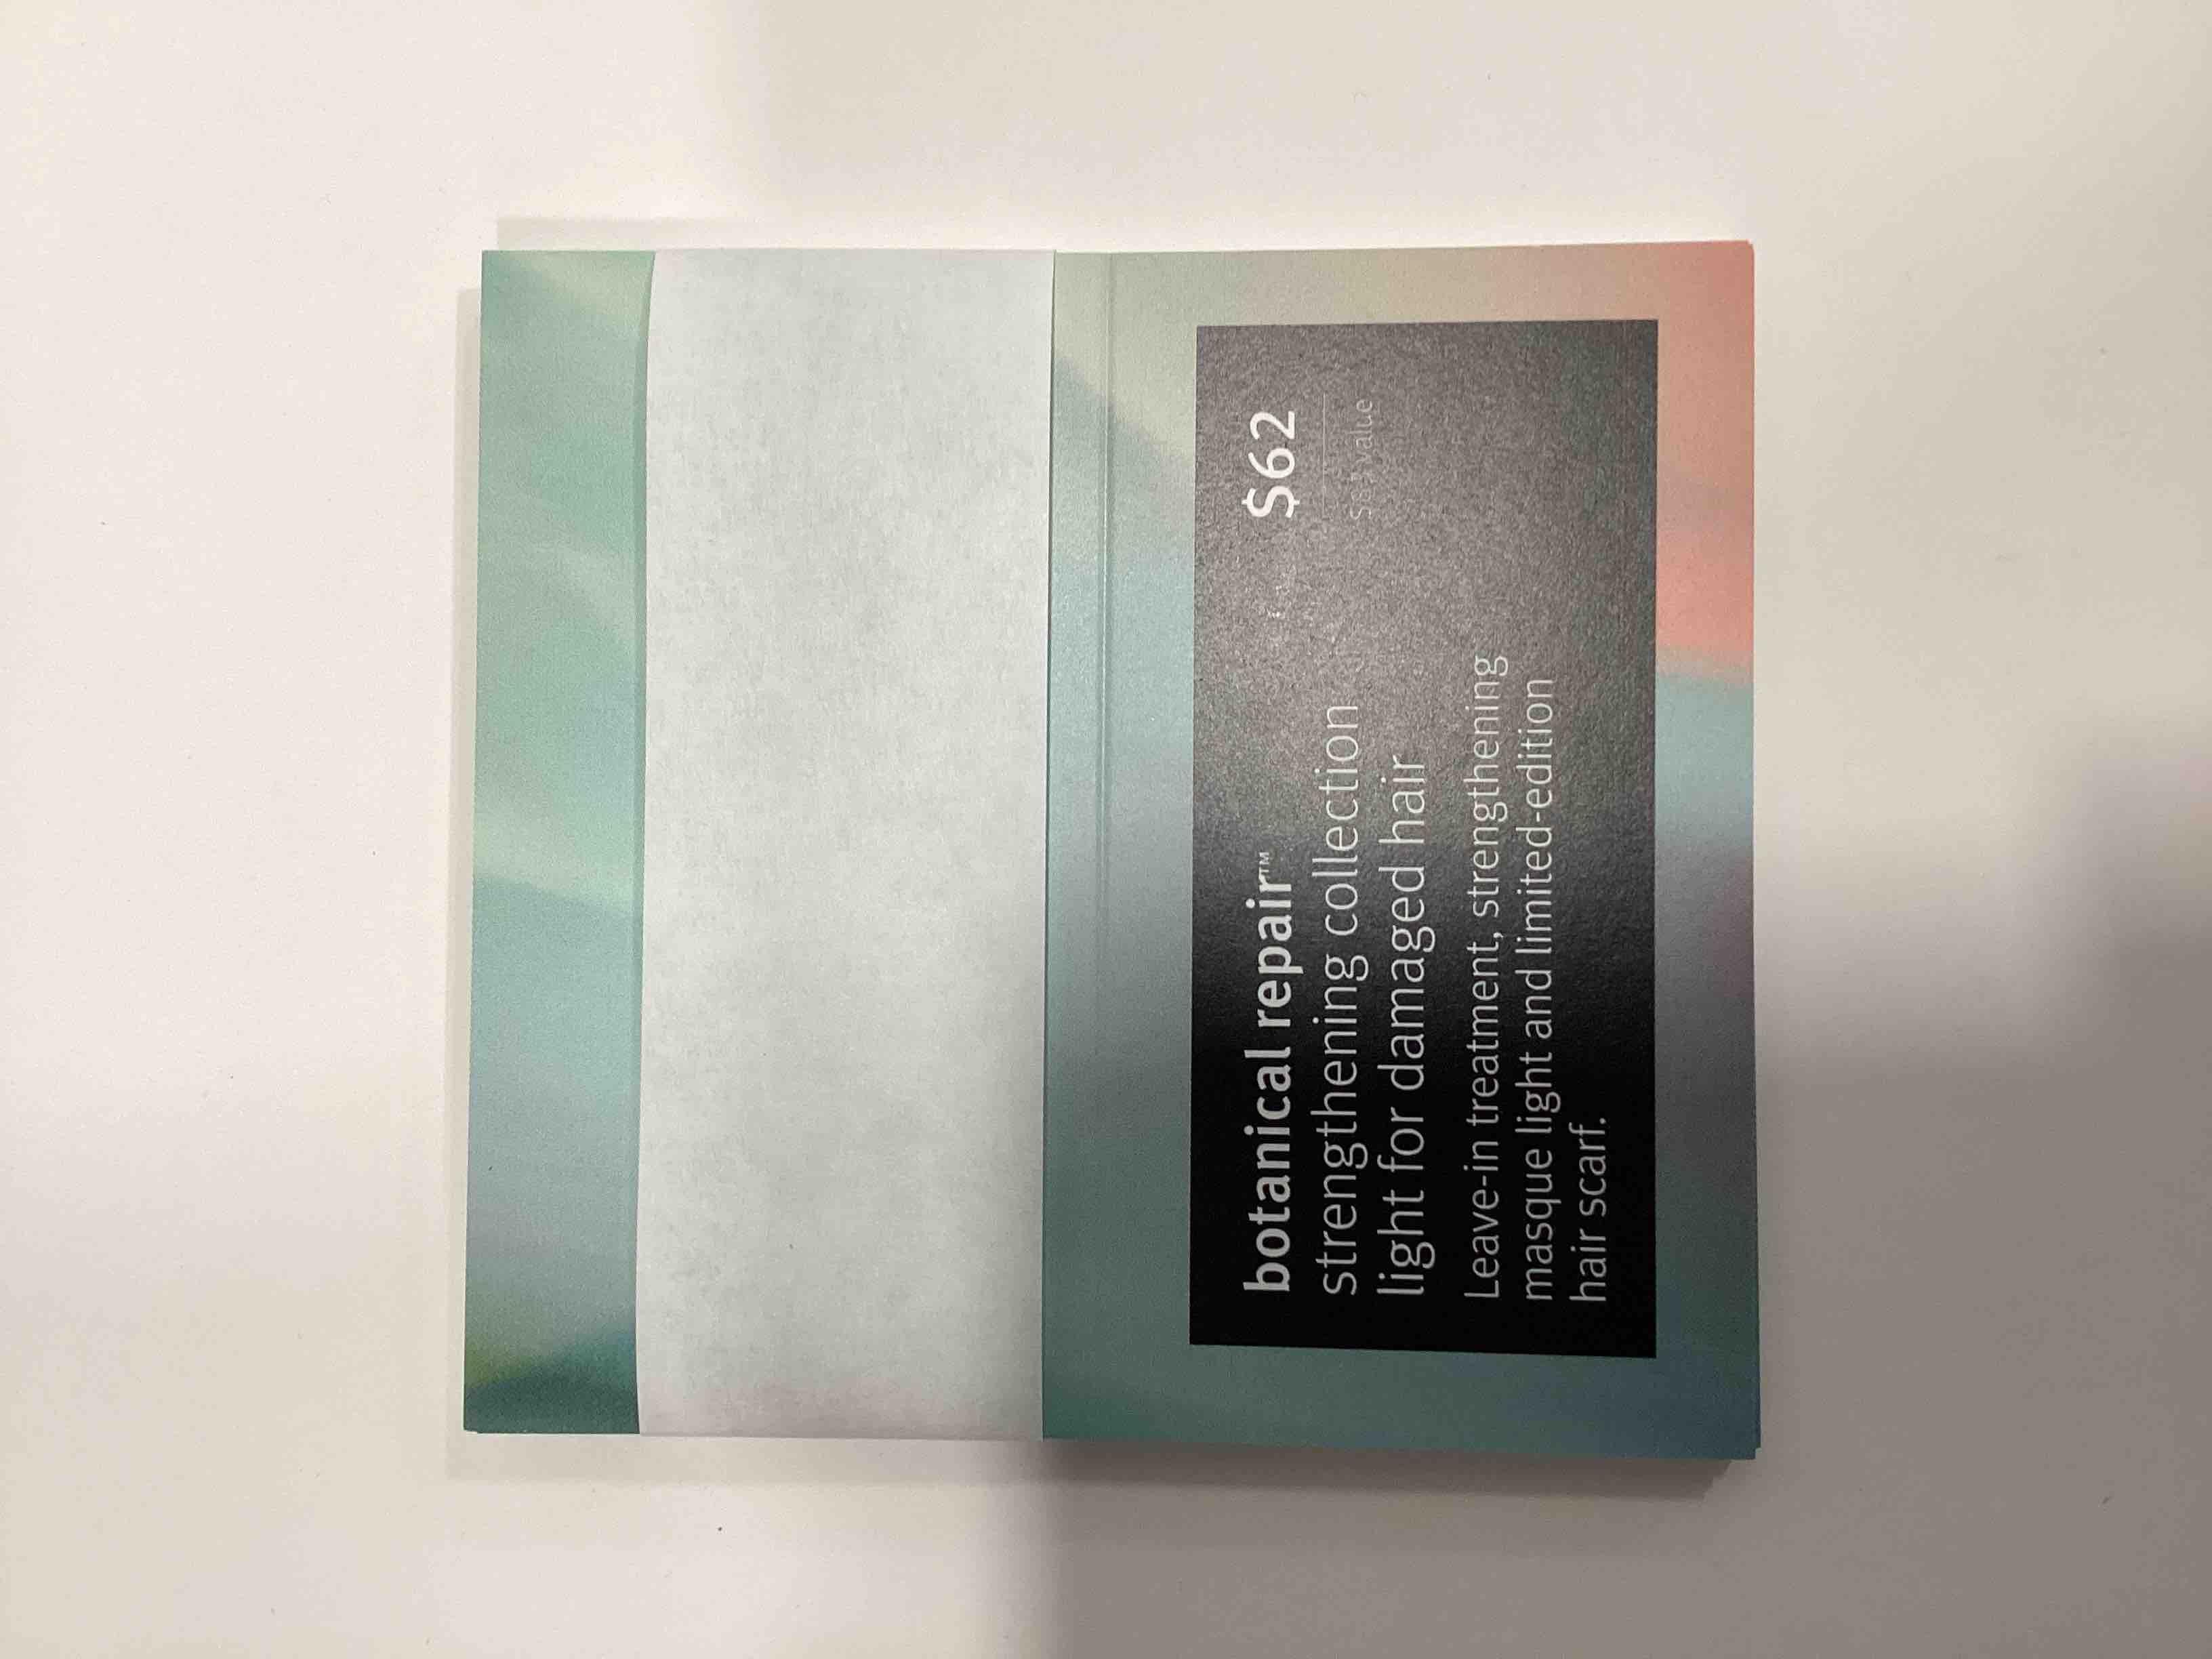 botanical repair™
strengthening collection
light for damaged hair
$62
value
Leave-in treatment, strengthening
masque light and limited-edition
hair scarf.